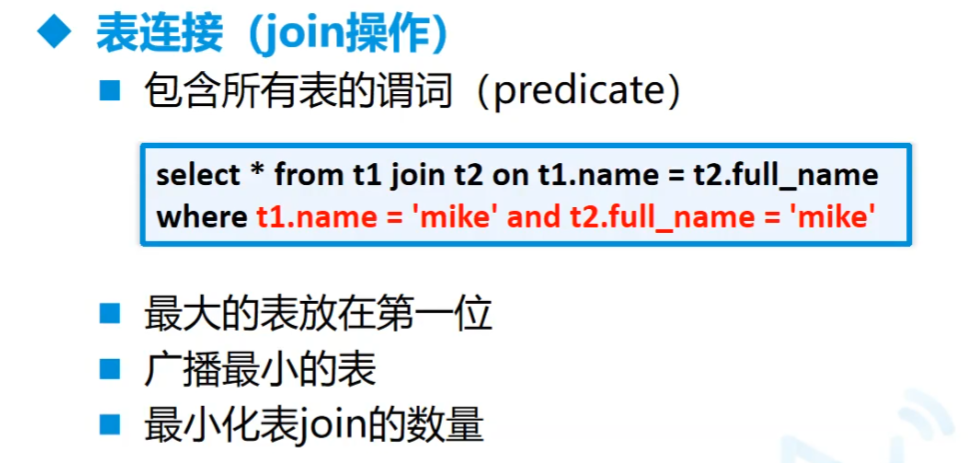 表连接（join操作）
包含所有表的谓词（predicate）
select * from t1 join t2 on t1.name = t2.full_name
where t1.name = 'mike' and t2.full_name = 'mike'
最大的表放在第一位
广播最小的表
最小化表join的数量